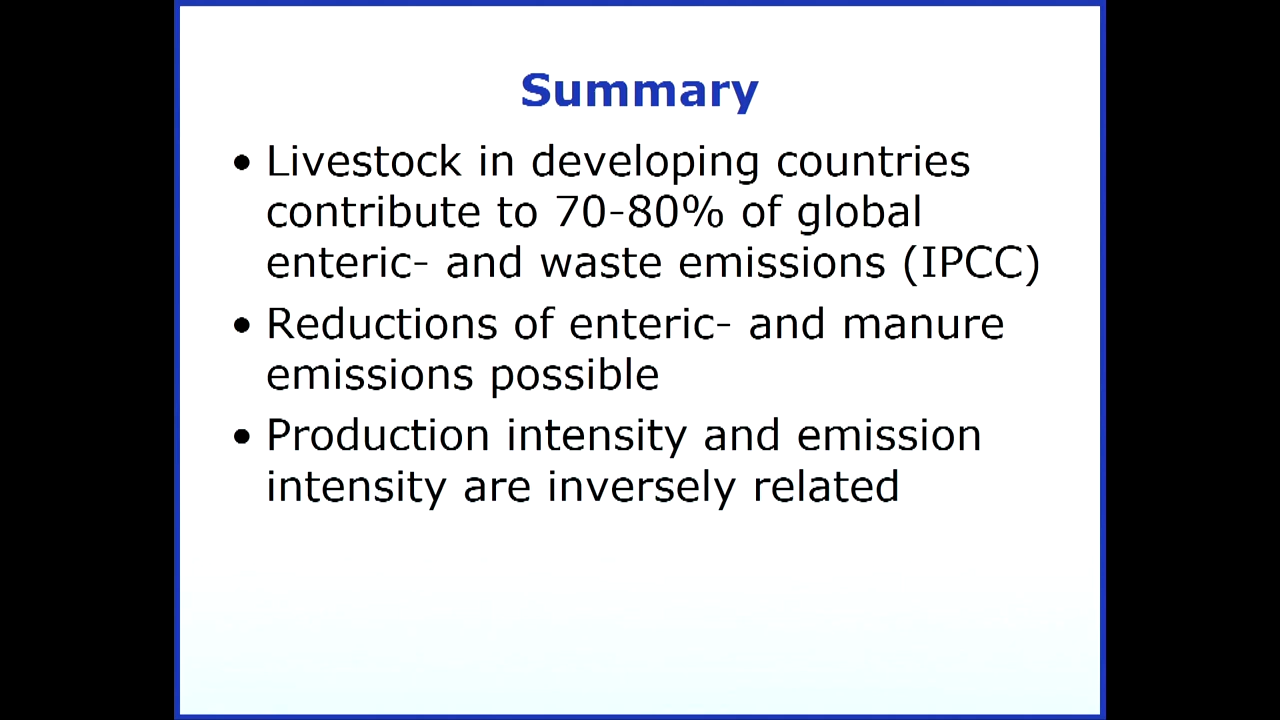 Summary
• Livestock in developing countries
contribute to 70-80% of global
enteric- and waste emissions (IPCC)
• Reductions of enteric- and manure
emissions possible
• Production intensity and emission
intensity are inversely related